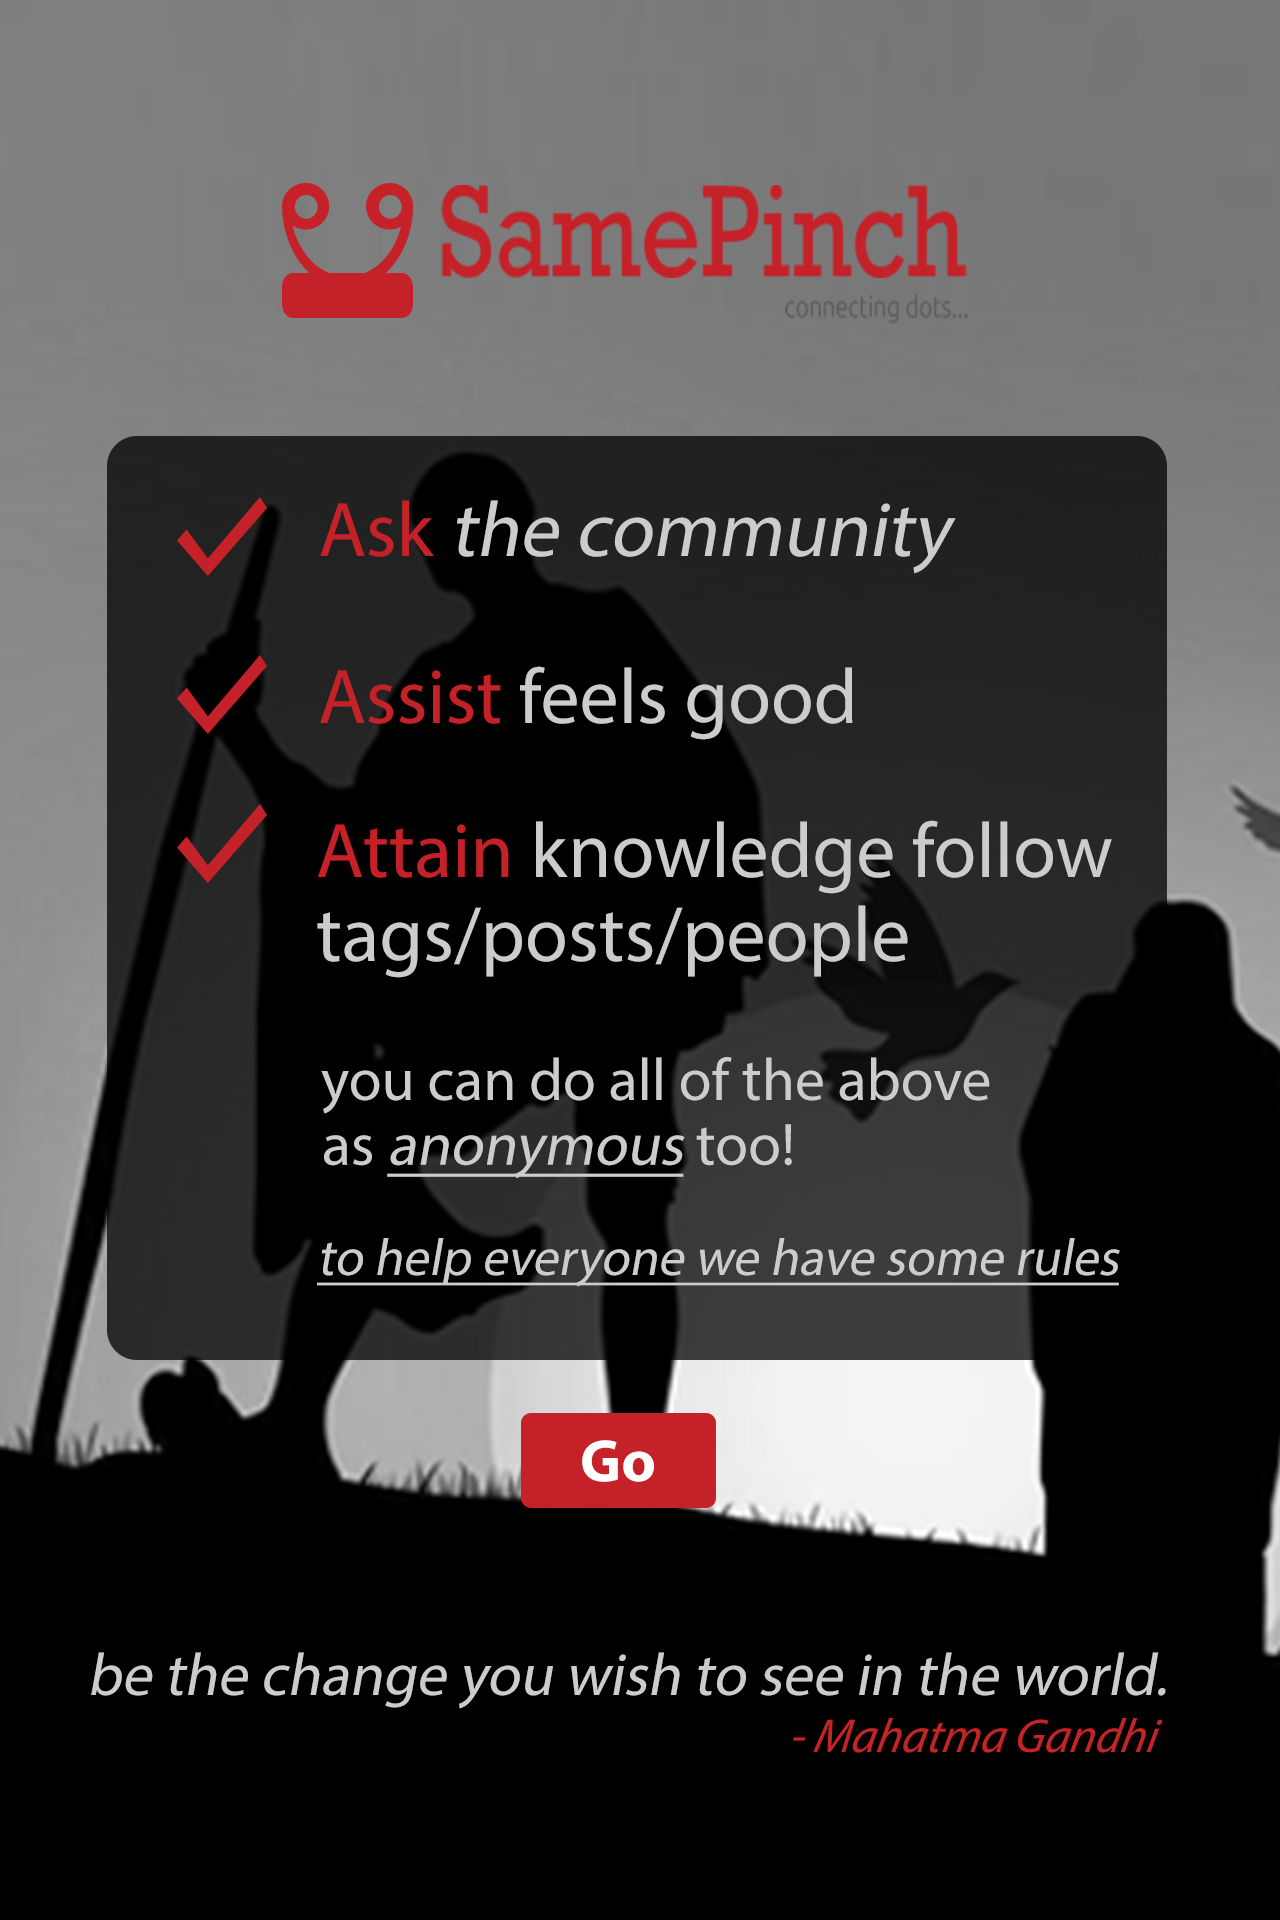 SamePinch
connecting dots...
Ask the community
Assist feels good
Attain knowledge follow
tags/posts/people
you can do all of the above
as anonymous too!
to help everyone we have some rules
Go
be the change you wish to see in the world.
- Mahatma Gandhi